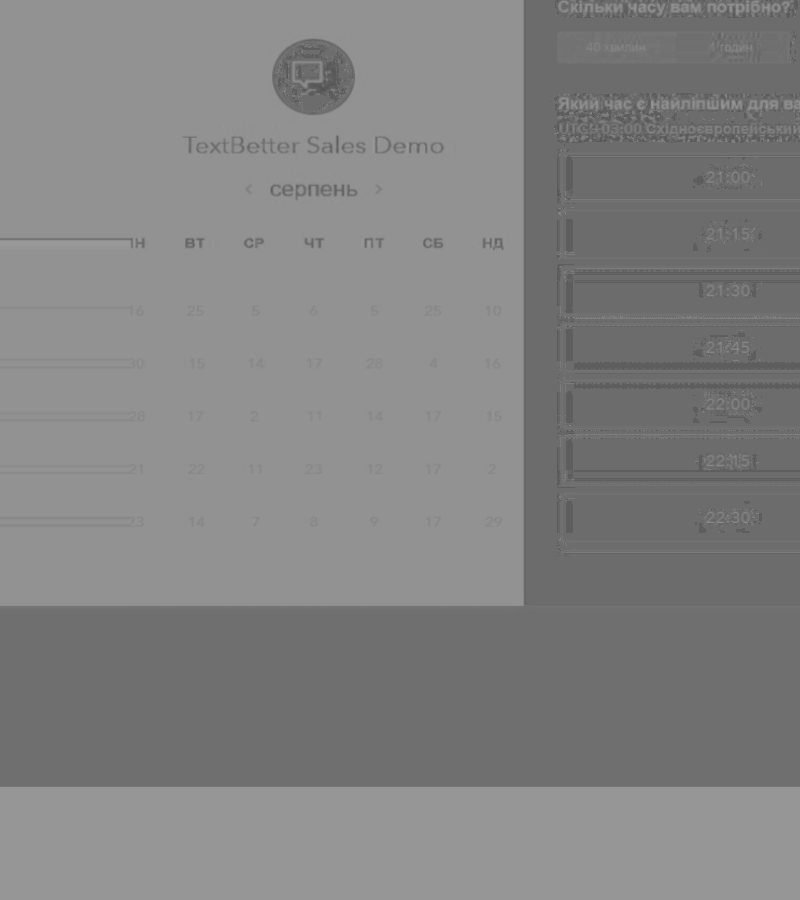 TextBetter Sales Demo
< серпень >
ПН ВТ СР ЧТ ПТ СБ НД
16 25 5 6 5 25 10
30 15 14 17 28 4 16
26 17 2 11 14 17 15
21 22 11 23 12 17 2
23 14 7 8 9 17 29
Скільки часу вам потрібно?
40 хвилин годин
Який час є найліпшим для
UTC +03:00 Східноєвропейський
21:00
21:15
21:30
21:45
22:00
22:15
22:30